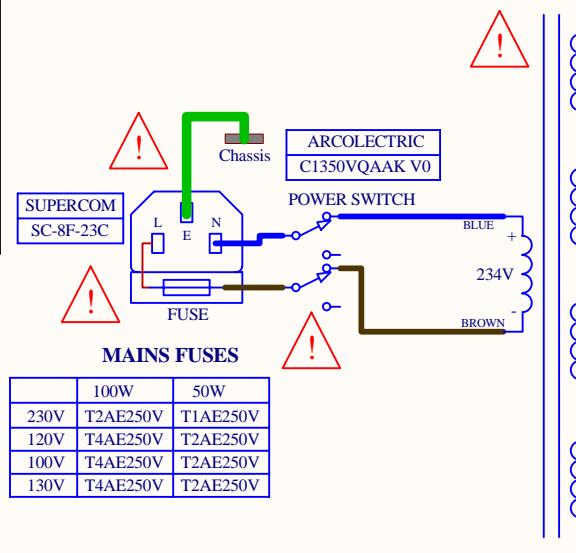 !
!
Chassis
ARCOLECTRIC
C1350VQAAK V0
SUPERCOM
SC-8F-23C
L
N
E
POWER SWITCH
BLUE
+
234V
-
BROWN
!
FUSE
!
MAINS FUSES
100W 50W
230V T2AE250V T1AE250V
120V T4AE250V T2AE250V
100V T4AE250V T2AE250V
130V T4AE250V T2AE250V